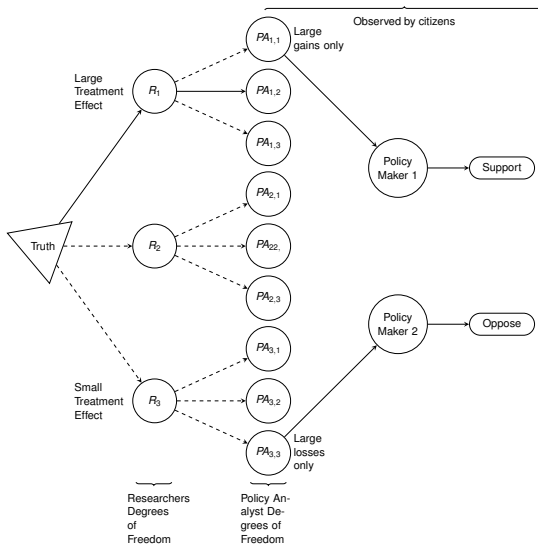 Observed by citizens
PA1,1
Large
gains only
Large
Treatment
Effect
R1
PA1,2
PA1,3
Policy
Maker 1
Support
PA2,1
Truth
R2
PA22,
PA2,3
Policy
Maker 2
Oppose
PA3,1
Small
Treatment
Effect
R3
PA3,2
PA3,3
Large
losses
only
Researchers
Degrees
of
Freedom
Policy An-
alyst De-
grees of
Freedom